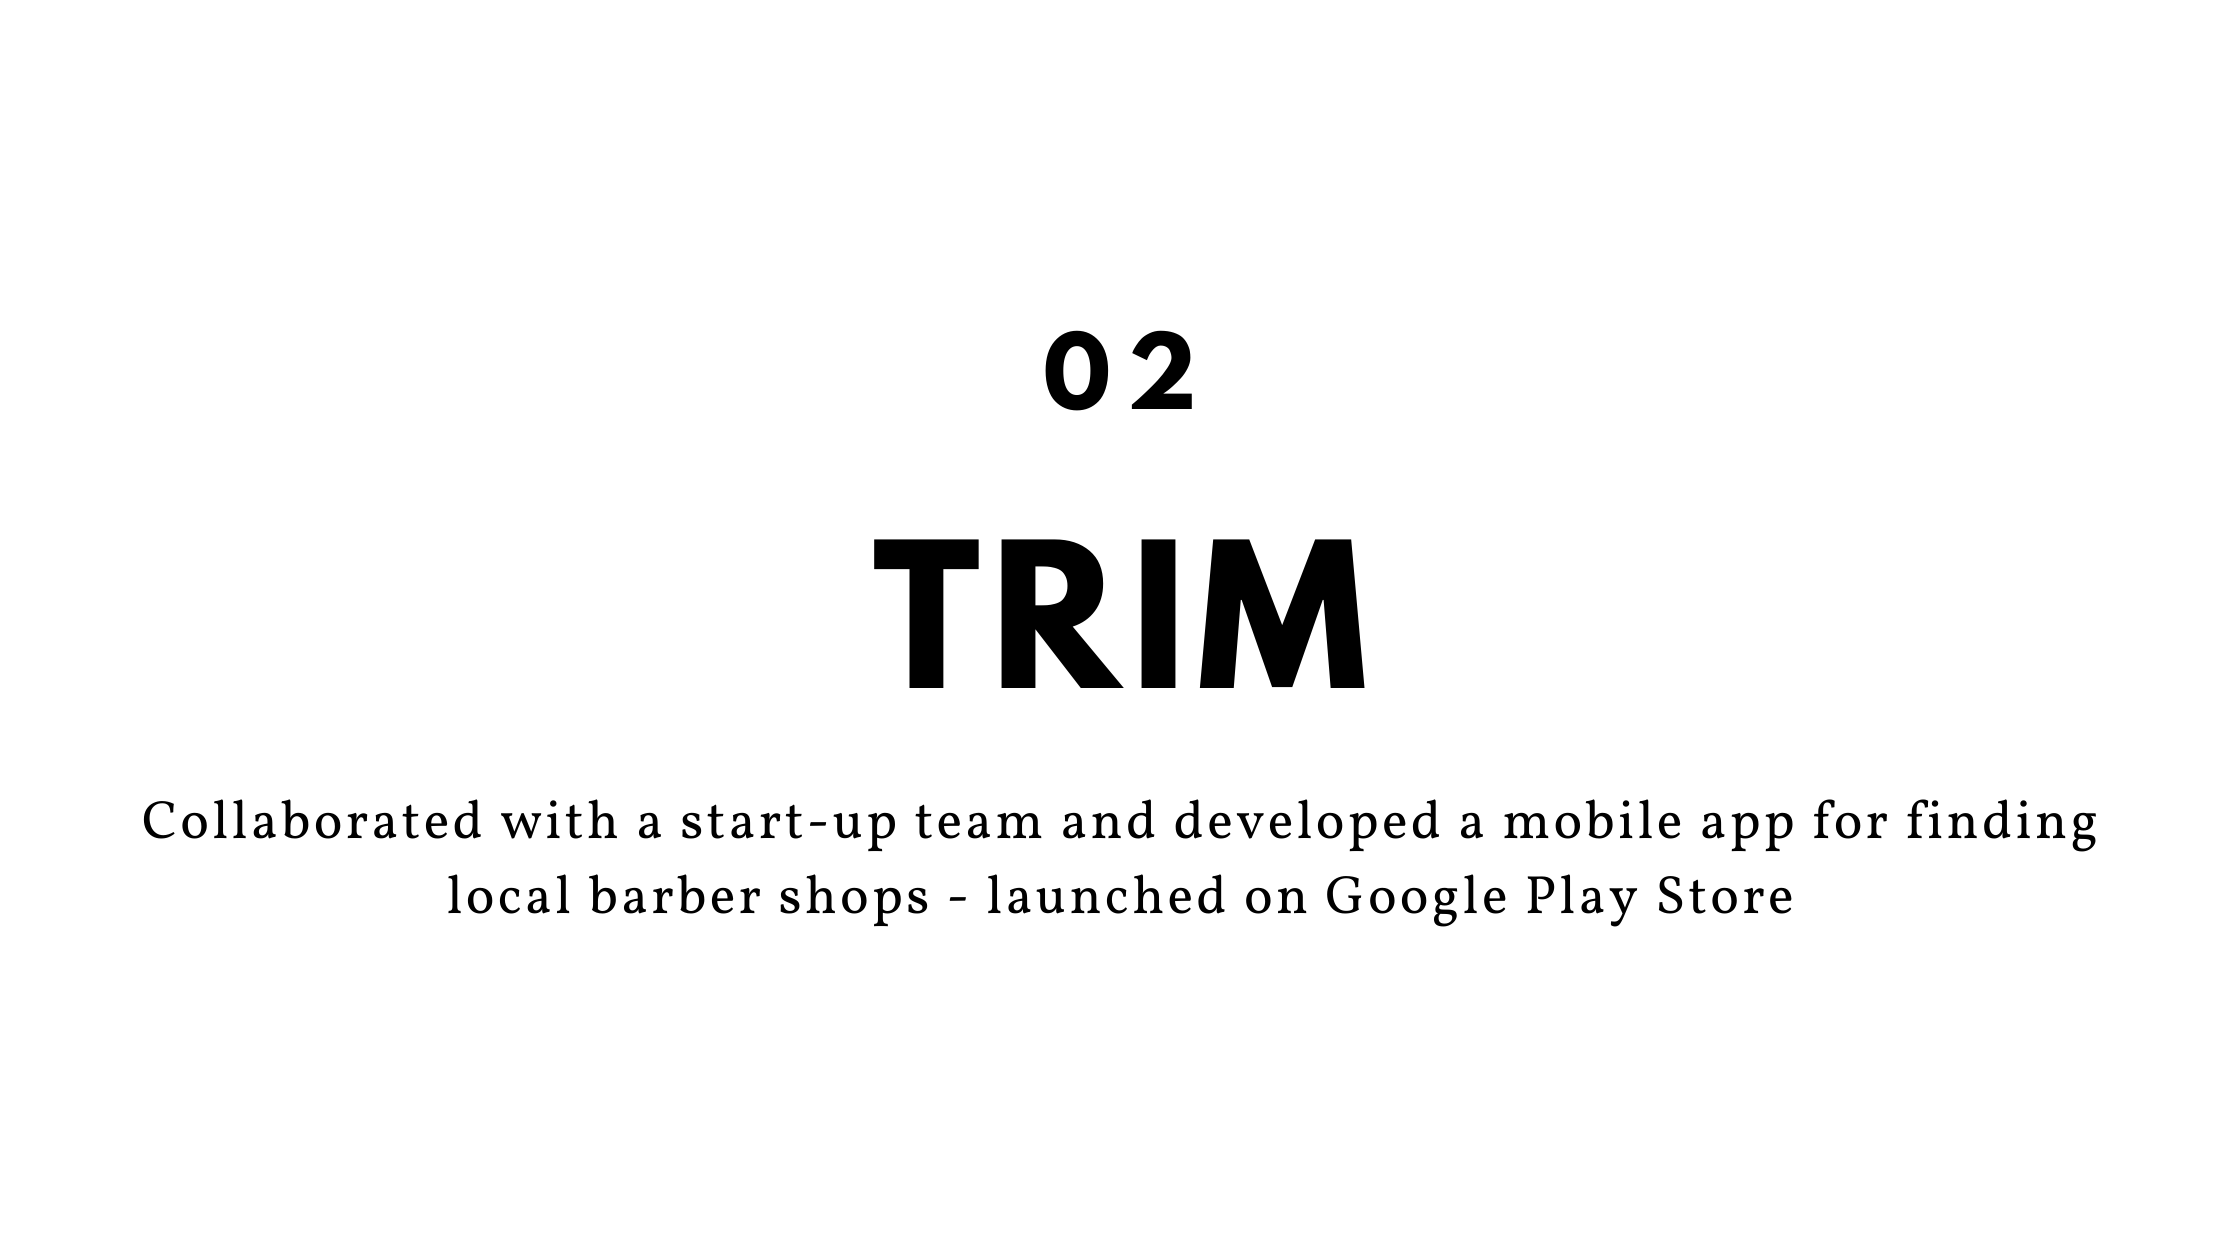 02
TRIM
Collaborated with a start-up team and developed a mobile app for finding
local barber shops - launched on Google Play Store